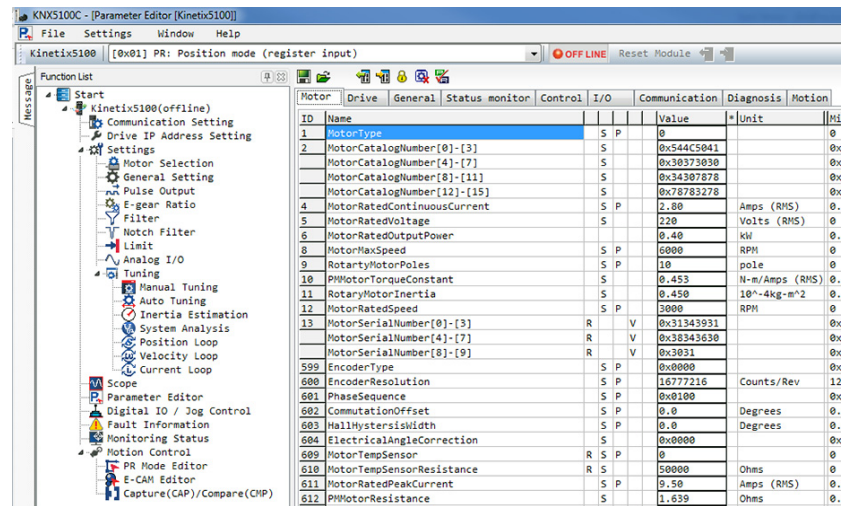 KNX5100C - [Parameter Editor [Kinetix5100]]
File Settings Window Help
Kinetix5100 [0x01] PR: Position mode (register input) OFF LINE Reset Module
Message
Function List
Start
Kinetix5100(offline)
Communication Setting
Drive IP Address Setting
Settings
Motor Selection
General Setting
Pulse Output
E-gear Ratio
Filter
Notch Filter
Limit
Analog I/O
Tuning
Manual Tuning
Auto Tuning
Inertia Estimation
System Analysis
Position Loop
Velocity Loop
Current Loop
Scope
Parameter Editor
Digital IO / Jog Control
Fault Information
Monitoring Status
Motion Control
PR Mode Editor
E-CAM Editor
Capture(CAP)/Compare(CMP)
Motor Drive General Status monitor Control I/O Communication Diagnosis Motion
ID Name Value * Unit Mi
1 MotorType S P 0 0
2 MotorCatalogNumber[0]-[3] S 0x544C5041 0x
MotorCatalogNumber[4]-[7] S 0x30373030 0x
MotorCatalogNumber[8]-[11] S 0x34307878 0x
MotorCatalogNumber[12]-[15] S 0x78783278 0x
4 MotorRatedContinuousCurrent S P 2.80 Amps (RMS) 0.
5 MotorRatedVoltage S 220 Volts (RMS) 0
6 MotorRatedOutputPower 0.40 kW 0.
8 MotorMaxSpeed S P 6000 RPM 0
9 RotartyMotorPoles S P 10 pole 0
10 PMMotorTorqueConstant S 0.453 N-m/Amps (RMS) 0.
11 RotaryMotorInertia S 0.450 10^-4kg-m^2 0.
12 MotorRatedSpeed S P 3000 RPM 0
13 MotorSerialNumber[0]-[3] R V 0x31343931 0x
MotorSerialNumber[4]-[7] R V 0x38343630 0x
MotorSerialNumber[8]-[9] R V 0x3031 0x
599 EncoderType S P 0x0000 0x
600 EncoderResolution S P 16777216 Counts/Rev 12
601 PhaseSequence S P 0x0100 0x
602 CommutationOffset S P 0.0 Degrees 0.
603 HallHystersisWidth S P 0.0 Degrees 0.
604 ElectricalAngleCorrection S 0x0000 0x
609 MotorTempSensor R S P 0 0
610 MotorTempSensorResistance R S 50000 Ohms 0
611 MotorRatedPeakCurrent S P 9.50 Amps (RMS) 0.
612 PMMotorResistance S 1.639 Ohms 0.